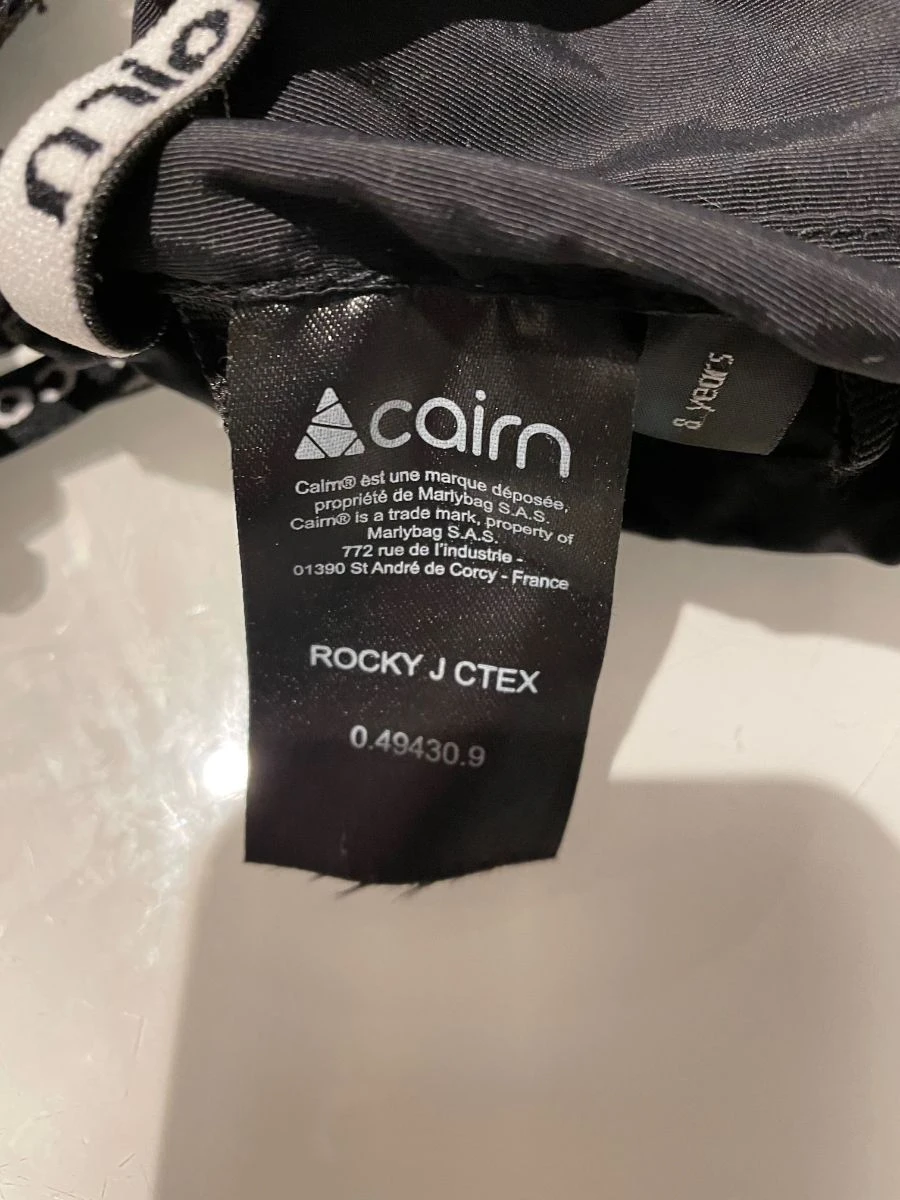 cairn
Cairn® est une marque déposée,
propriété de Marlybag S.A.S.
Cairn® is a trade mark, property of
Marlybag S.A.S.
772 rue de l'industrie -
01390 St André de Corcy - France
ROCKY J CTEX
0.49430.9
8 years